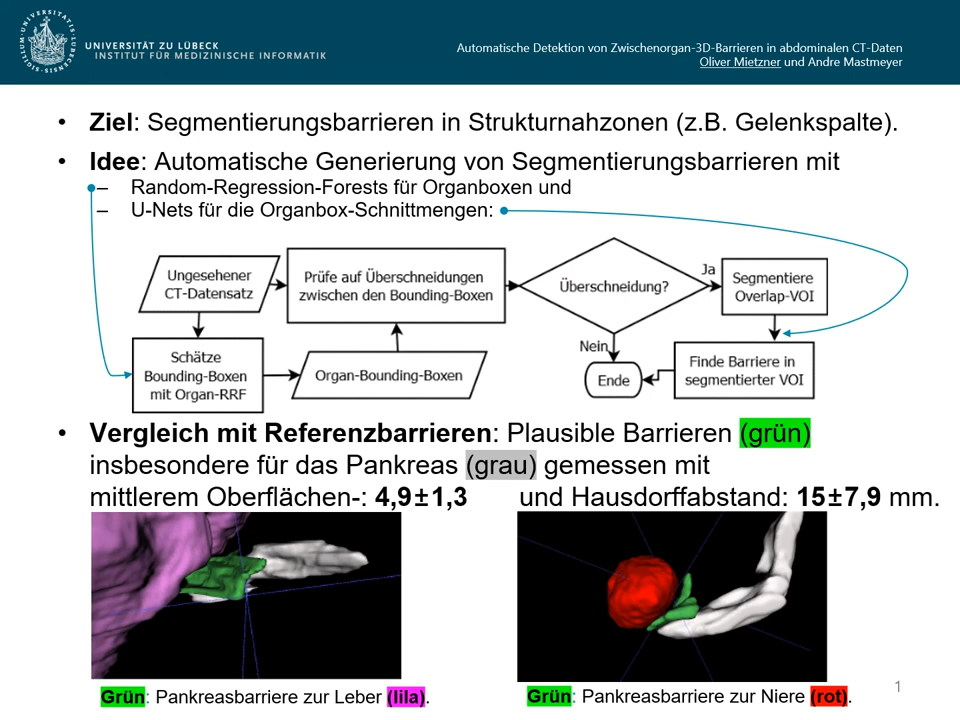 SIGILLUM UNIVERSITATIS LUBECENSIS
UNIVERSITÄT ZU LÜBECK
INSTITUT FÜR MEDIZINISCHE INFORMATIK
Automatische Detektion von Zwischenorgan-3D-Barrieren in abdominalen CT-Daten
Oliver Mietzner und Andre Mastmeyer
• Ziel: Segmentierungsbarrieren in Strukturnahzonen (z.B. Gelenkspalte).
• Idee: Automatische Generierung von Segmentierungsbarrieren mit
– Random-Regression-Forests für Organboxen und
– U-Nets für die Organbox-Schnittmengen:
Ungesehener
CT-Datensatz
Prüfe auf Überschneidungen
zwischen den Bounding-Boxen
Überschneidung?
Ja
Segmentiere
Overlap-VOI
Schätze
Bounding-Boxen
mit Organ-RRF
Organ-Bounding-Boxen
Nein
Ende
Finde Barriere in
segmentierter VOI
• Vergleich mit Referenzbarrieren: Plausible Barrieren (grün)
insbesondere für das Pankreas (grau) gemessen mit
mittlerem Oberflächen-: 4,9±1,3 und Hausdorffabstand: 15±7,9 mm.
Grün: Pankreasbarriere zur Leber (lila).
Grün: Pankreasbarriere zur Niere (rot).
1